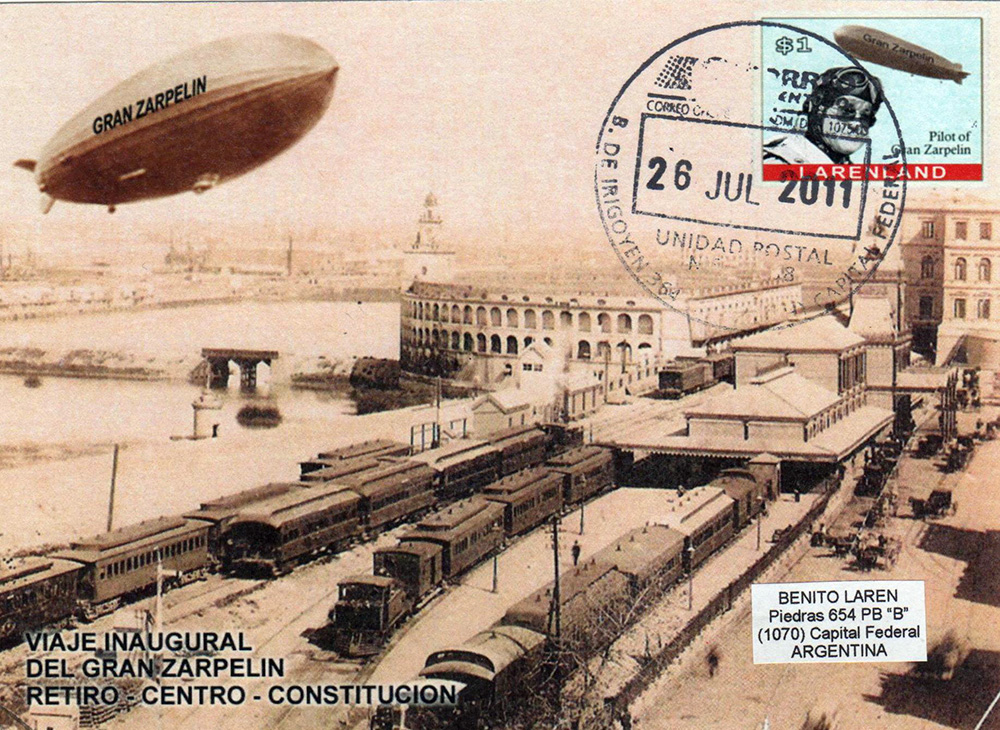 GRAN ZARPELIN
$1
Gran Zarpelin
Pilot of
Gran Zarpelin
LARENLAND
CORREO
B. DE IRIGOYEN 264
26 JUL 2011
UNIDAD POSTAL
CAPITAL FEDERAL
BENITO LAREN
Piedras 654 PB "B"
(1070) Capital Federal
ARGENTINA
VIAJE INAUGURAL
DEL GRAN ZARPELIN
RETIRO - CENTRO - CONSTITUCION